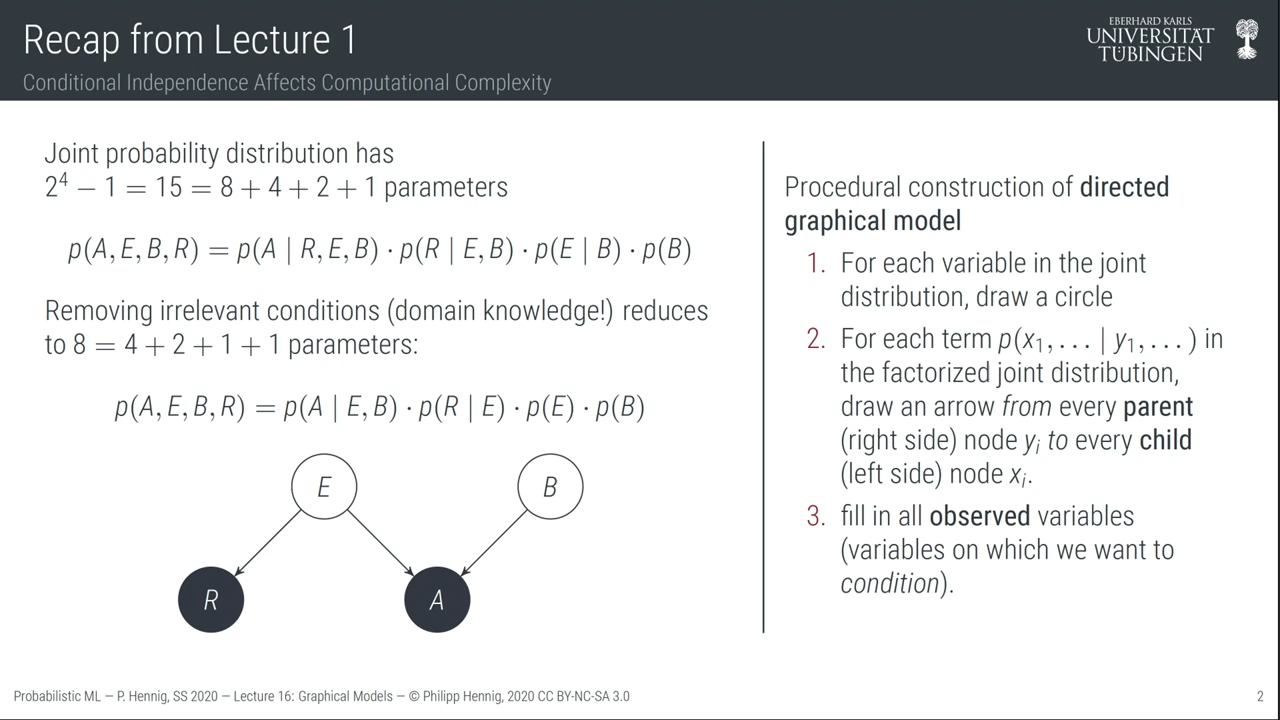 Recap from Lecture 1
Conditional Independence Affects Computational Complexity
EBERHARD KARLS
UNIVERSITÄT
TÜBINGEN
Joint probability distribution has
2⁴ − 1 = 15 = 8 + 4 + 2 + 1 parameters
p(A, E, B, R) = p(A | R, E, B) · p(R | E, B) · p(E | B) · p(B)
Removing irrelevant conditions (domain knowledge!) reduces
to 8 = 4 + 2 + 1 + 1 parameters:
p(A, E, B, R) = p(A | E, B) · p(R | E) · p(E) · p(B)
E
B
R
A
Procedural construction of directed
graphical model
1. For each variable in the joint
distribution, draw a circle
2. For each term p(x₁, . . . | y₁, . . . ) in
the factorized joint distribution,
draw an arrow from every parent
(right side) node yᵢ to every child
(left side) node xᵢ.
3. fill in all observed variables
(variables on which we want to
condition).
Probabilistic ML — P. Hennig, SS 2020 — Lecture 16: Graphical Models — © Philipp Hennig, 2020 CC BY-NC-SA 3.0
2